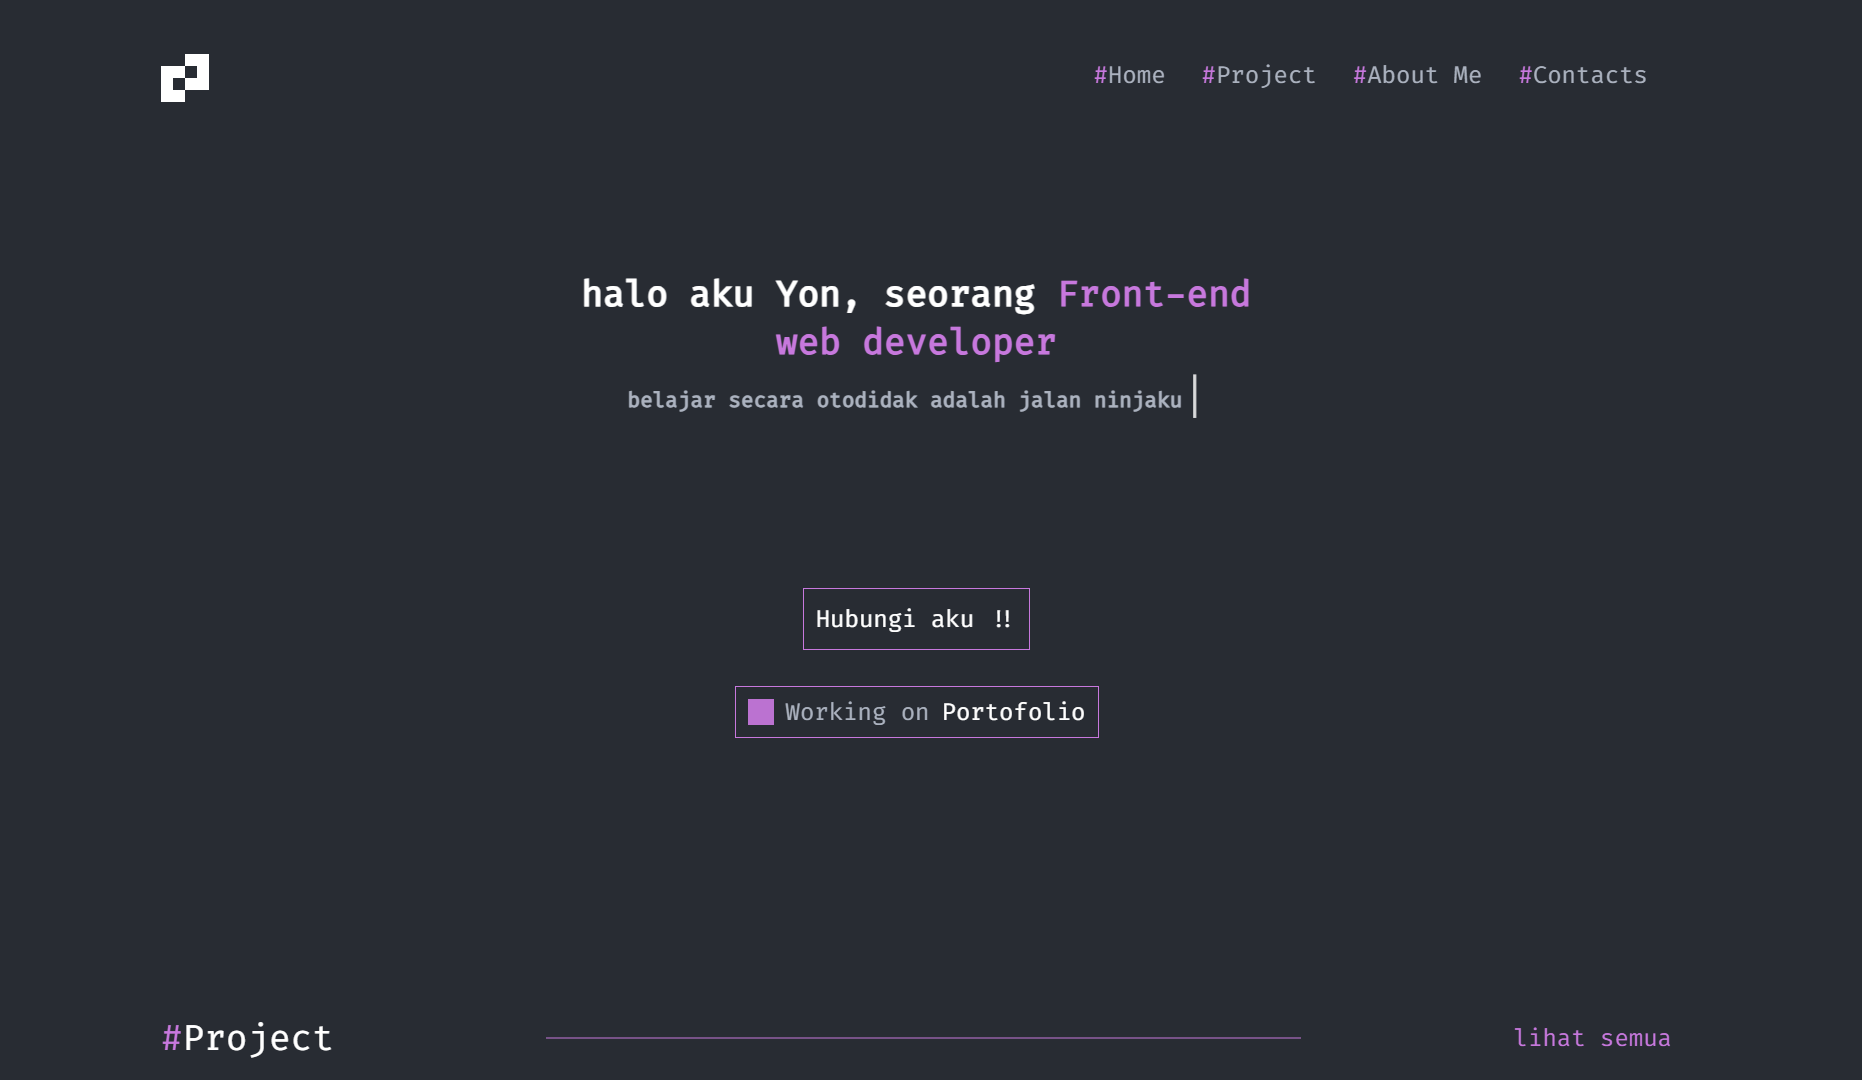 #Home #Project #About Me #Contacts
halo aku Yon, seorang Front-end
web developer
belajar secara otodidak adalah jalan ninjaku
Hubungi aku !!
Working on Portofolio
#Project
lihat semua